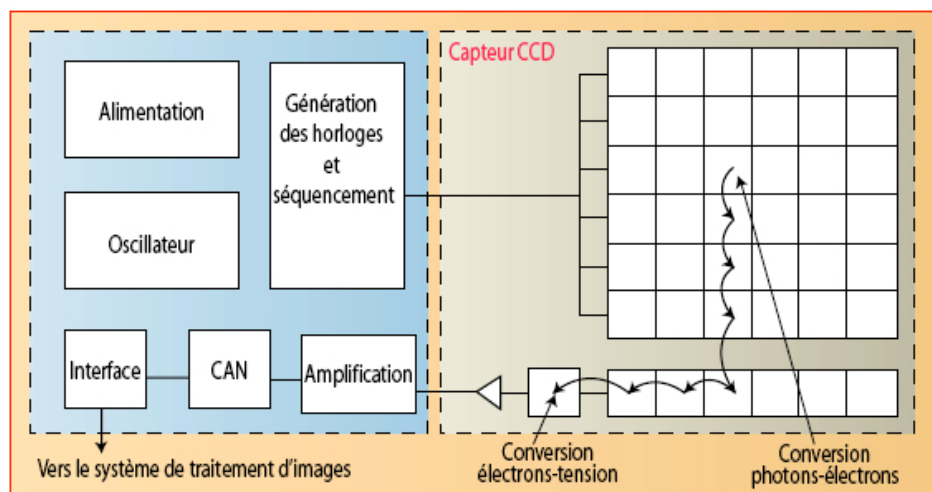 Alimentation
Génération
des horloges
et
séquencement
Oscillateur
Interface
CAN
Amplification
Vers le système de traitement d'images
Capteur CCD
Conversion
électrons-tension
Conversion
photons-électrons